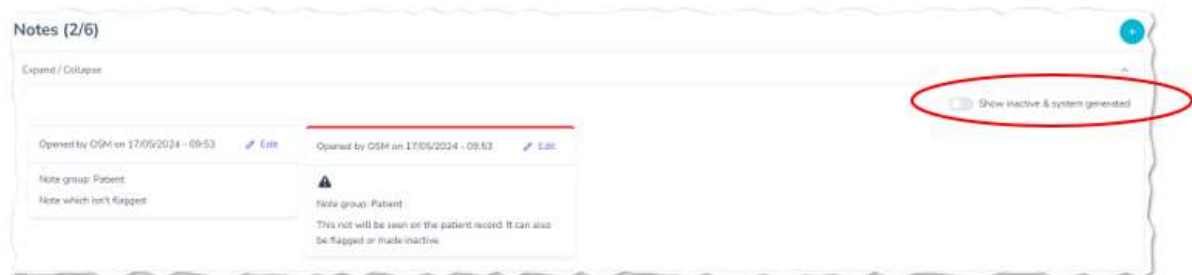 Notes (2/6)
+
Expand / Collapse
Show inactive & system generated
Opened by OSM on 17/05/2024 - 09:53 Edit
Note group: Patient
Note which isn't flagged
Opened by OSM on 17/05/2024 - 09:53 Edit
Note group: Patient
This not will be seen on the patient record. It can also
be flagged or made inactive.